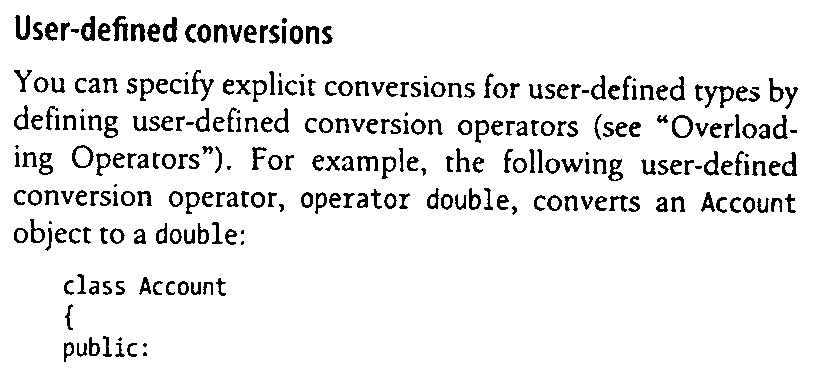 User-defined conversions
You can specify explicit conversions for user-defined types by
defining user-defined conversion operators (see “Overload-
ing Operators”). For example, the following user-defined
conversion operator, operator double, converts an Account
object to a double:
class Account
{
public: